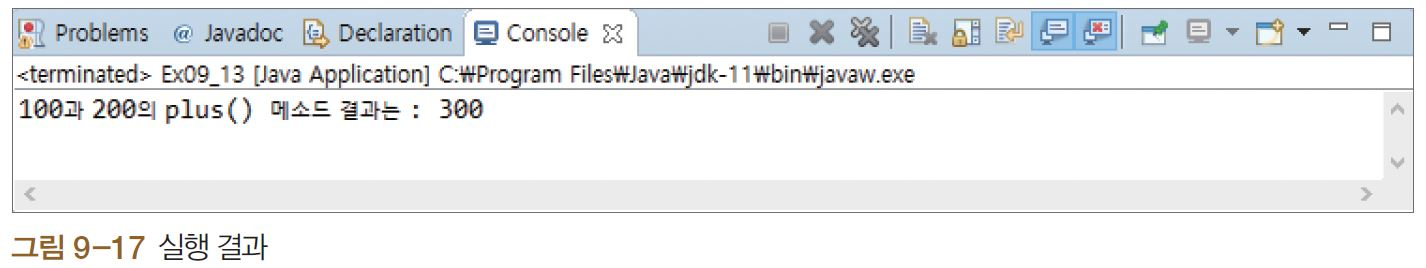 Problems @ Javadoc Declaration Console
<terminated> Ex09_13 [Java Application] C:₩Program Files₩Java₩jdk-11₩bin₩javaw.exe
100과 200의 plus() 메소드 결과는 : 300
그림 9-17 실행 결과